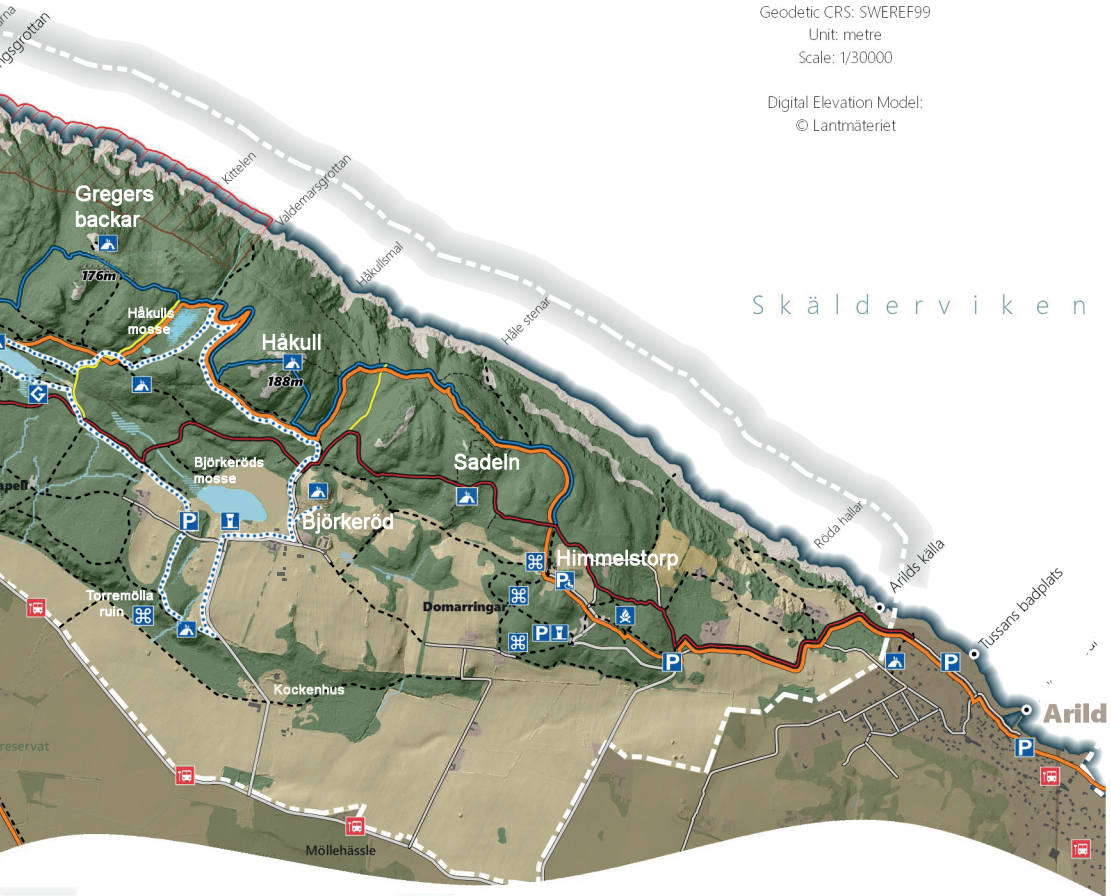 Geodetic CRS: SWEREF99
Unit: metre
Scale: 1/30000
Digital Elevation Model:
© Lantmäteriet
Kittelen
Valdemarsgrottan
Gregers
backar
176m
Håkullsmal
Skälderviken
Håkulls
mosse
Håle stenar
Håkull
188m
G
Björkeröds
mosse
Sadeln
P
Björkeröd
Röda hallar
Himmelstorp
P
Arilds källa
Torremölla
ruin
Domarringar
Tussans badplats
P
P
P
Kockenhus
Arild
reservat
P
Möllehässle